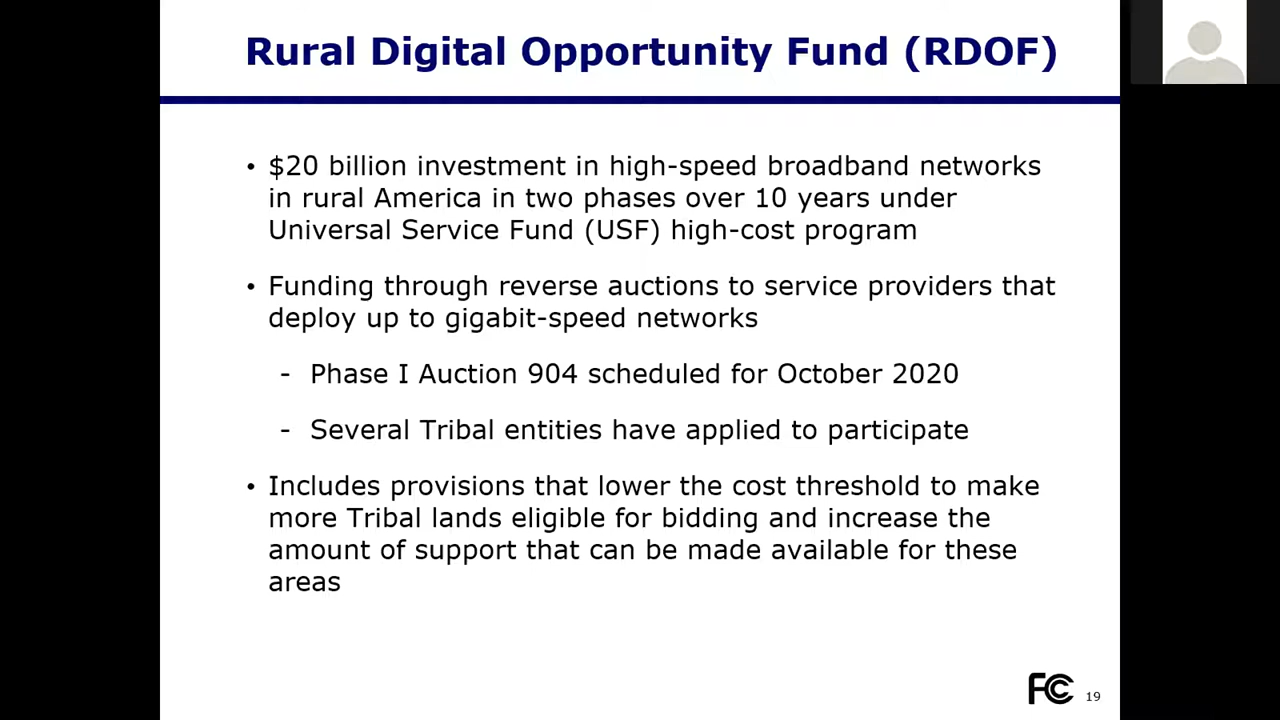 Rural Digital Opportunity Fund (RDOF)
• $20 billion investment in high-speed broadband networks
in rural America in two phases over 10 years under
Universal Service Fund (USF) high-cost program
• Funding through reverse auctions to service providers that
deploy up to gigabit-speed networks
- Phase I Auction 904 scheduled for October 2020
- Several Tribal entities have applied to participate
• Includes provisions that lower the cost threshold to make
more Tribal lands eligible for bidding and increase the
amount of support that can be made available for these
areas
FCC 19